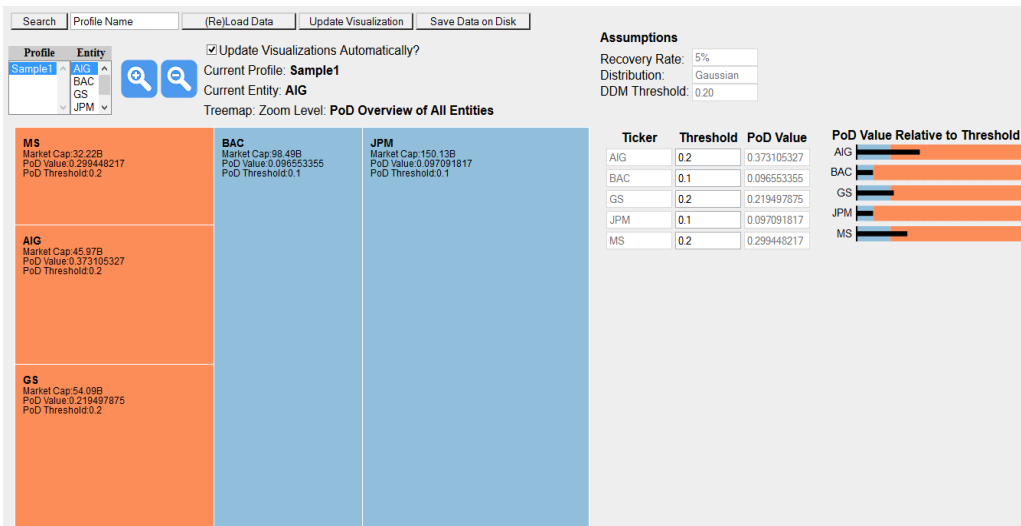 Search Profile Name (Re)Load Data Update Visualization Save Data on Disk
Profile Entity
Sample1 AIG
BAC
GS
JPM
Update Visualizations Automatically?
Current Profile: Sample1
Current Entity: AIG
Treemap: Zoom Level: PoD Overview of All Entities
Assumptions
Recovery Rate: 5%
Distribution: Gaussian
DDM Threshold: 0.20
MS
Market Cap:32.22B
PoD Value:0.299448217
PoD Threshold:0.2
AIG
Market Cap:45.97B
PoD Value:0.373105327
PoD Threshold:0.2
GS
Market Cap:54.09B
PoD Value:0.219497875
PoD Threshold:0.2
BAC
Market Cap:98.49B
PoD Value:0.096553355
PoD Threshold:0.1
JPM
Market Cap:150.13B
PoD Value:0.097091817
PoD Threshold:0.1
Ticker Threshold PoD Value
AIG 0.2 0.373105327
BAC 0.1 0.096553355
GS 0.2 0.219497875
JPM 0.1 0.097091817
MS 0.2 0.299448217
PoD Value Relative to Threshold
AIG
BAC
GS
JPM
MS